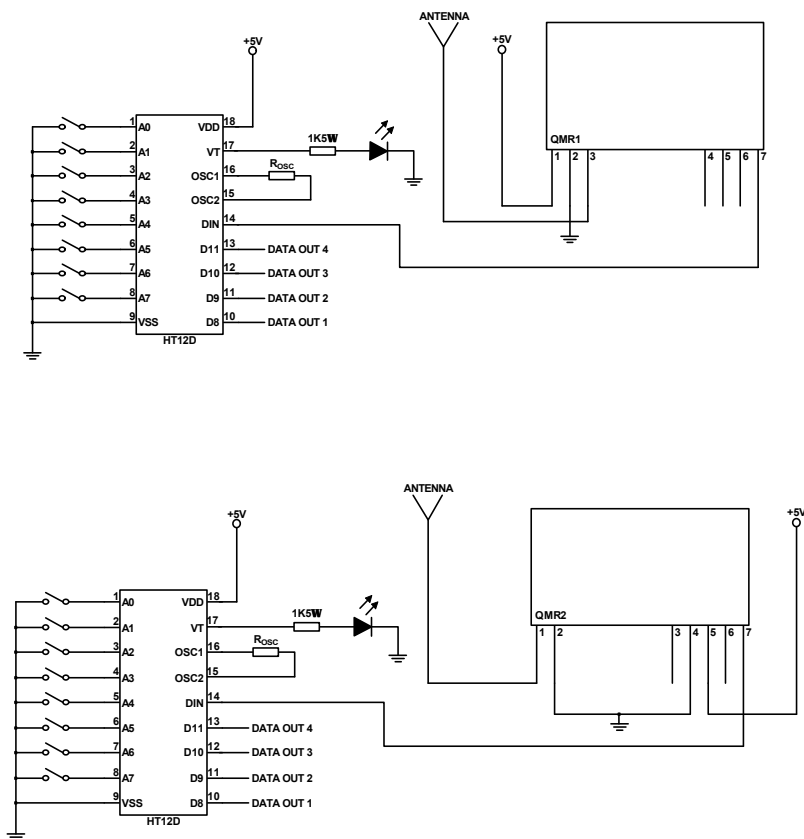 ANTENNA
+5V
+5V
QMR1
1 2 3 4 5 6 7
1 A0 VDD 18
2 A1 VT 17
1K5W
3 A2 OSC1 16
ROSC
4 A3 OSC2 15
5 A4 DIN 14
6 A5 D11 13 DATA OUT 4
7 A6 D10 12 DATA OUT 3
8 A7 D9 11 DATA OUT 2
9 VSS D8 10 DATA OUT 1
HT12D
ANTENNA
+5V
+5V
QMR2
1 2 3 4 5 6 7
1 A0 VDD 18
2 A1 VT 17
1K5W
3 A2 OSC1 16
ROSC
4 A3 OSC2 15
5 A4 DIN 14
6 A5 D11 13 DATA OUT 4
7 A6 D10 12 DATA OUT 3
8 A7 D9 11 DATA OUT 2
9 VSS D8 10 DATA OUT 1
HT12D